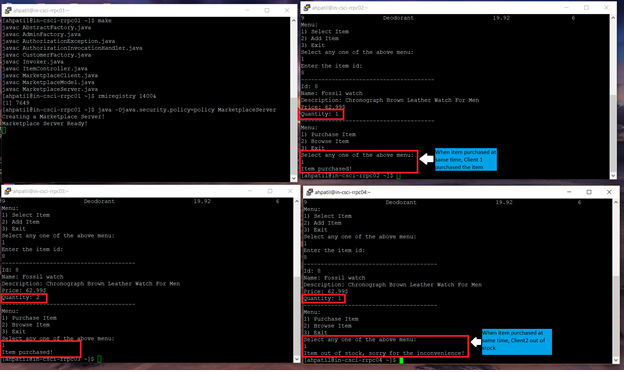 ahpatil@in-csci-rrpc01:~
[ahpatil@in-csci-rrpc01 ~]$ make
javac AbstractFactory.java
javac AdminFactory.java
javac AuthorizationException.java
javac AuthorizationInvocationHandler.java
javac CustomerFactory.java
javac Invoker.java
javac ItemController.java
javac MarketplaceClient.java
javac MarketplaceModel.java
javac MarketplaceServer.java
[ahpatil@in-csci-rrpc01 ~]$ rmiregistry 1400&
[1] 7649
[ahpatil@in-csci-rrpc01 ~]$ java -Djava.security.policy=policy MarketplaceServer
Creating a Marketplace Server!
Marketplace Server Ready!
ahpatil@in-csci-rrpc02:~
9 Deodorant 19.92 6
Menu:
1) Select Item
2) Add Item
3) Exit
Select any one of the above menu:
1
Enter the item id:
8
----------------------------------------
Id: 8
Name: Fossil watch
Description: Chronograph Brown Leather Watch For Men
Price: 62.99$
Quantity: 1
----------------------------------------
Menu:
1) Purchase Item
2) Browse Item
3) Exit
Select any one of the above menu:
1
Item purchased!
[ahpatil@in-csci-rrpc02 ~]$
When item purchased at
same time, Client 1
purchased the item
ahpatil@in-csci-rrpc03:~
9 Deodorant 19.92 6
Menu:
1) Select Item
2) Add Item
3) Exit
Select any one of the above menu:
1
Enter the item id:
8
----------------------------------------
Id: 8
Name: Fossil watch
Description: Chronograph Brown Leather Watch For Men
Price: 62.99$
Quantity: 2
----------------------------------------
Menu:
1) Purchase Item
2) Browse Item
3) Exit
Select any one of the above menu:
1
Item purchased!
[ahpatil@in-csci-rrpc03 ~]$
ahpatil@in-csci-rrpc04:~
9 Deodorant 19.92 6
Menu:
1) Select Item
2) Add Item
3) Exit
Select any one of the above menu:
1
Enter the item id:
8
----------------------------------------
Id: 8
Name: Fossil watch
Description: Chronograph Brown Leather Watch For Men
Price: 62.99$
Quantity: 1
----------------------------------------
Menu:
1) Purchase Item
2) Browse Item
3) Exit
Select any one of the above menu:
1
Item out of stock, sorry for the inconvenience!
[ahpatil@in-csci-rrpc04 ~]$
When item purchased at
same time, Client2 out of
stock